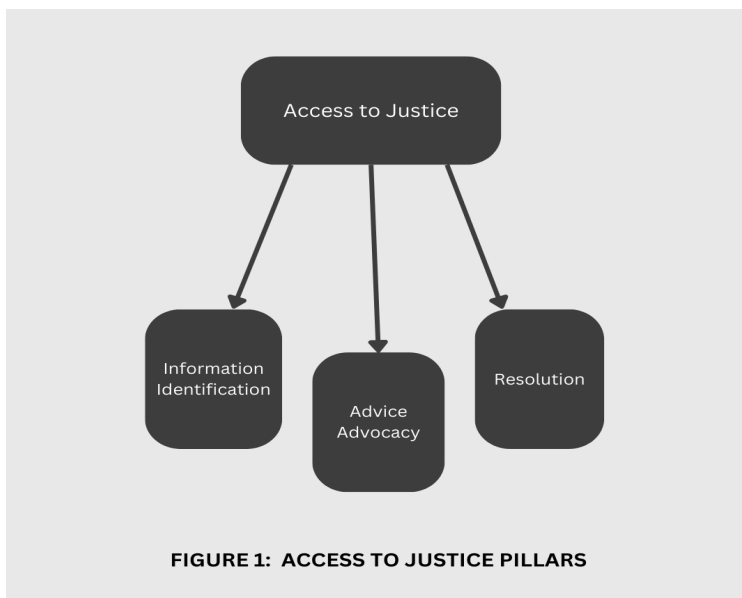 Access to Justice
Information
Identification
Advice
Advocacy
Resolution
FIGURE 1: ACCESS TO JUSTICE PILLARS